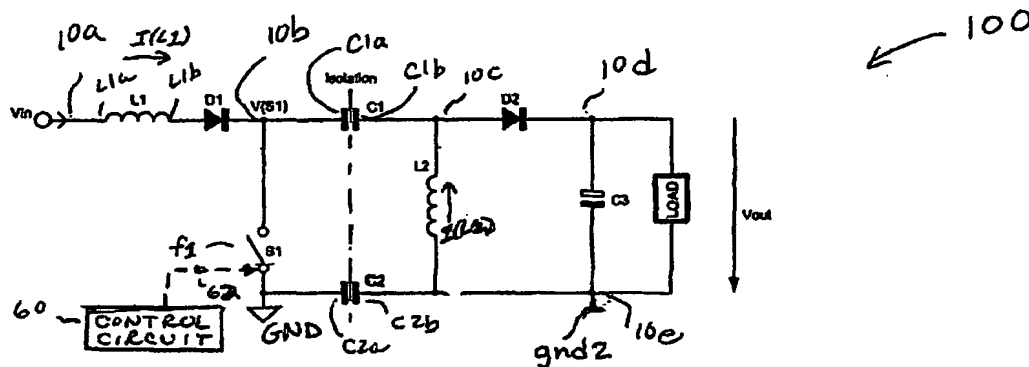 100
10a
I(L1)
10b
C1a
Isolation
C1b
10c
10d
L1a
L1b
Vin
L1
D1
V(S1)
C1
D2
L2
I(L2)
C3
LOAD
Vout
f1
S1
62
60
CONTROL
CIRCUIT
GND
C2
C2a
C2b
gnd2
10e